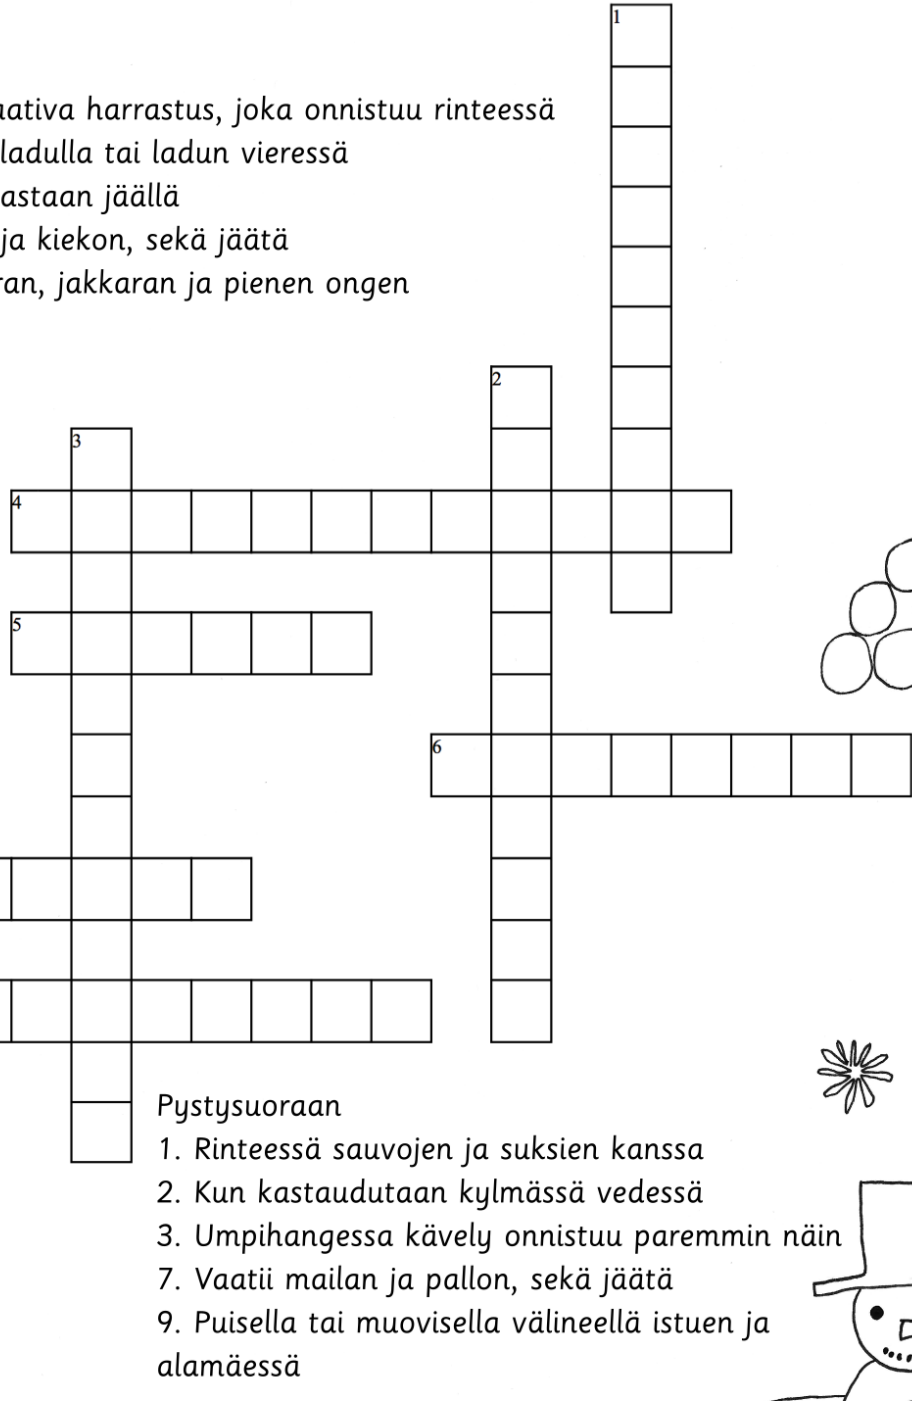 1
aativa harrastus, joka onnistuu rinteessä
ladulla tai ladun vieressä
astaan jäällä
ja kiekon, sekä jäätä
ran, jakkaran ja pienen ongen
2
3
4
5
6
Pystysuoraan
1. Rinteessä sauvojen ja suksien kanssa
2. Kun kastaudutaan kylmässä vedessä
3. Umpihangessa kävely onnistuu paremmin näin
7. Vaatii mailan ja pallon, sekä jäätä
9. Puisella tai muovisella välineellä istuen ja
alamäessä